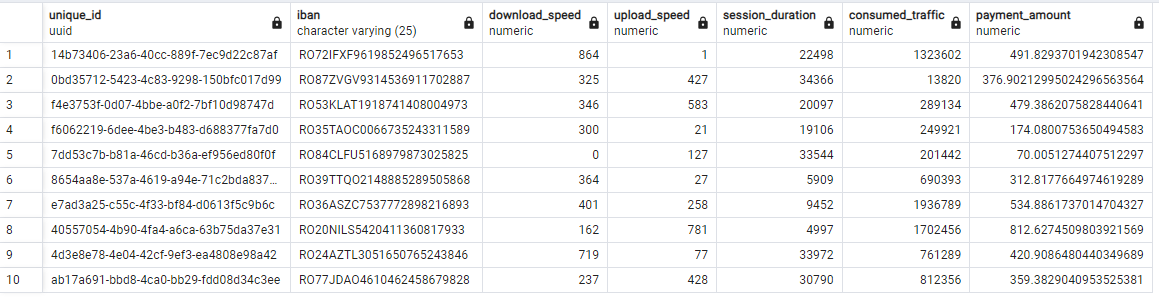 unique_id iban download_speed upload_speed session_duration consumed_traffic payment_amount
uuid character varying (25) numeric numeric numeric numeric numeric
1 14b73406-23a6-40cc-889f-7ec9d22c87af RO72IFXF9619852496517653 864 1 22498 1323602 491.8293701942308547
2 0bd35712-5423-4c83-9298-150bfc017d99 RO87ZVGV9314536911702887 325 427 34366 13820 376.90212995024296563564
3 f4e3753f-0d07-4bbe-a0f2-7bf10d98747d RO53KLAT1918741408004973 346 583 20097 289134 479.3862075828440641
4 f6062219-6dee-4be3-b483-d688377fa7d0 RO35TAOC0066735243311589 300 21 19106 249921 174.0800753650494583
5 7dd53c7b-b81a-46cd-b36a-ef956ed80f0f RO84CLFU5168979873025825 0 127 33544 201442 70.0051274407512297
6 8654aa8e-537a-4619-a94e-71c2bda837... RO39TTQO2148885289505868 364 27 5909 690393 312.8177664974619289
7 e7ad3a25-c55c-4f33-bf84-d0613f5c9b6c RO36ASZC7537772898216893 401 258 9452 1936789 534.8861737014704327
8 40557054-4b90-4fa4-a6ca-63b75da37e31 RO20NILS5420411360817933 162 781 4997 1702456 812.6274509803921569
9 4d3e8e78-4e04-42cf-9ef3-ea4808e98a42 RO24AZTL3051650765243846 719 77 33972 761289 420.9086480440349689
10 ab17a691-bbd8-4ca0-bb29-fdd08d34c3ee RO77JDAO4610462458679828 237 428 30790 812356 359.3829040953525381